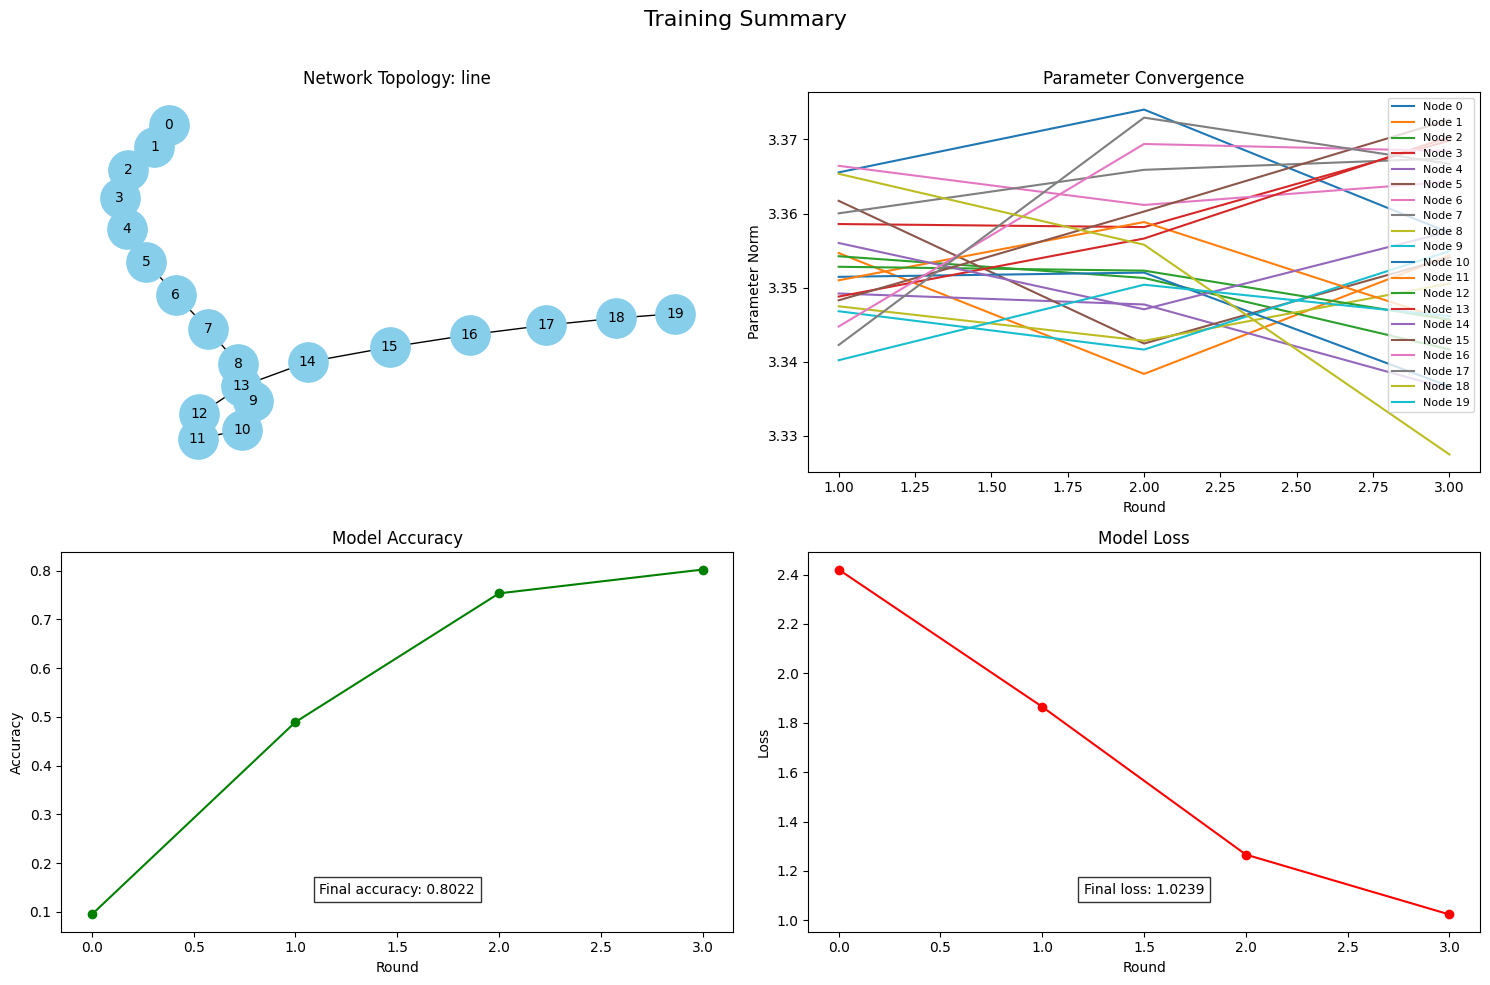 Training Summary
Network Topology: line
0
1
2
3
4
5
6
7
8
13
9
12
10
11
14
15
16
17
18
19
Parameter Convergence
Parameter Norm
3.37
3.36
3.35
3.34
3.33
1.00 1.25 1.50 1.75 2.00 2.25 2.50 2.75 3.00
Round
Node 0
Node 1
Node 2
Node 3
Node 4
Node 5
Node 6
Node 7
Node 8
Node 9
Node 10
Node 11
Node 12
Node 13
Node 14
Node 15
Node 16
Node 17
Node 18
Node 19
Model Accuracy
Accuracy
0.8
0.7
0.6
0.5
0.4
0.3
0.2
0.1
Final accuracy: 0.8022
0.0 0.5 1.0 1.5 2.0 2.5 3.0
Round
Model Loss
Loss
2.4
2.2
2.0
1.8
1.6
1.4
1.2
1.0
Final loss: 1.0239
0.0 0.5 1.0 1.5 2.0 2.5 3.0
Round